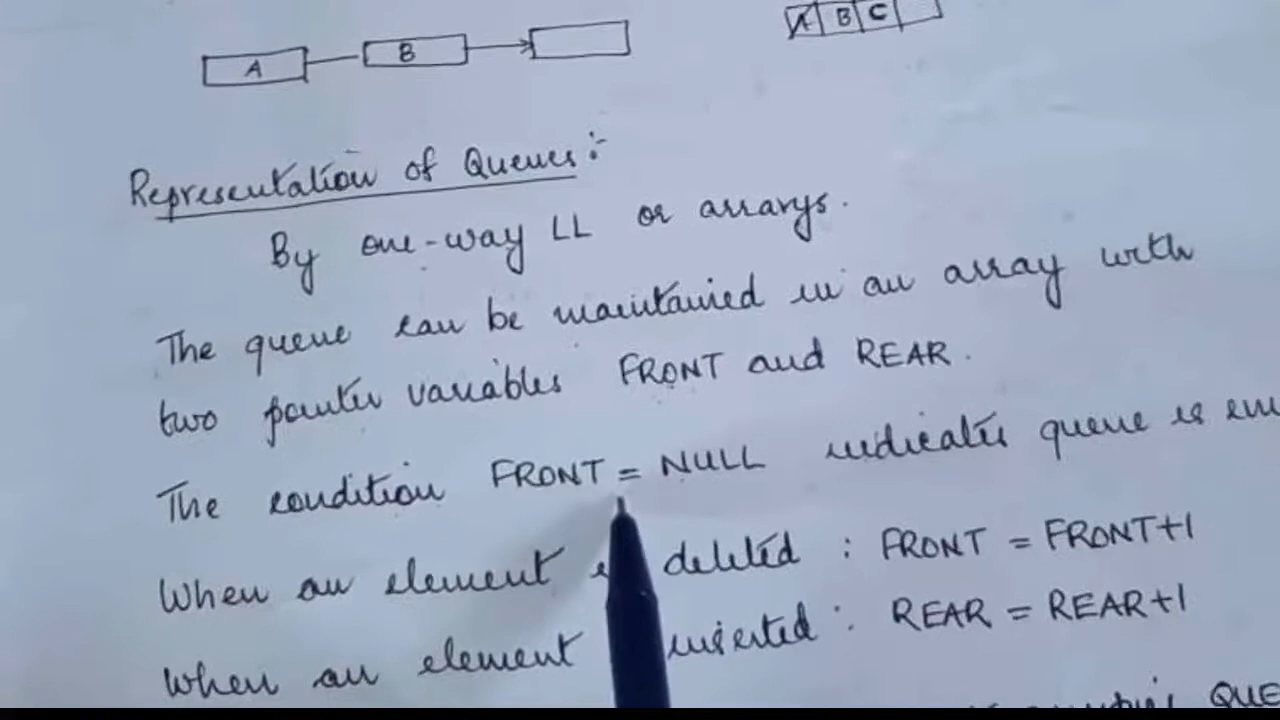 A B
A B C
Representation of Queues :-
By one-way LL or arrays.
The queue can be maintained in an array with
two pointer variables FRONT and REAR.
The condition FRONT = NULL indicates queue is
When an element deleted : FRONT = FRONT+1
When an element inserted : REAR = REAR+1